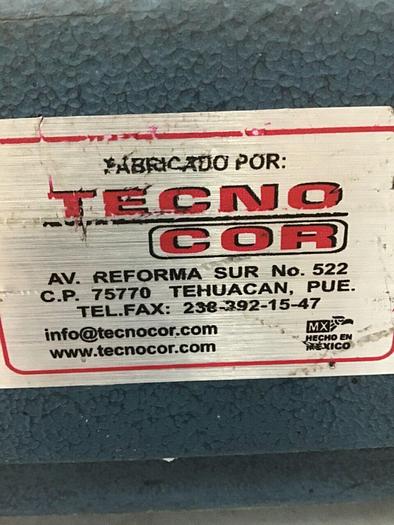 FABRICADO POR:
TECNO
COR
AV. REFORMA SUR No. 522
C.P. 75770 TEHUACAN, PUE.
TEL.FAX: 238-392-15-47
info@tecnocor.com
www.tecnocor.com
MX
HECHO EN
MÉXICO